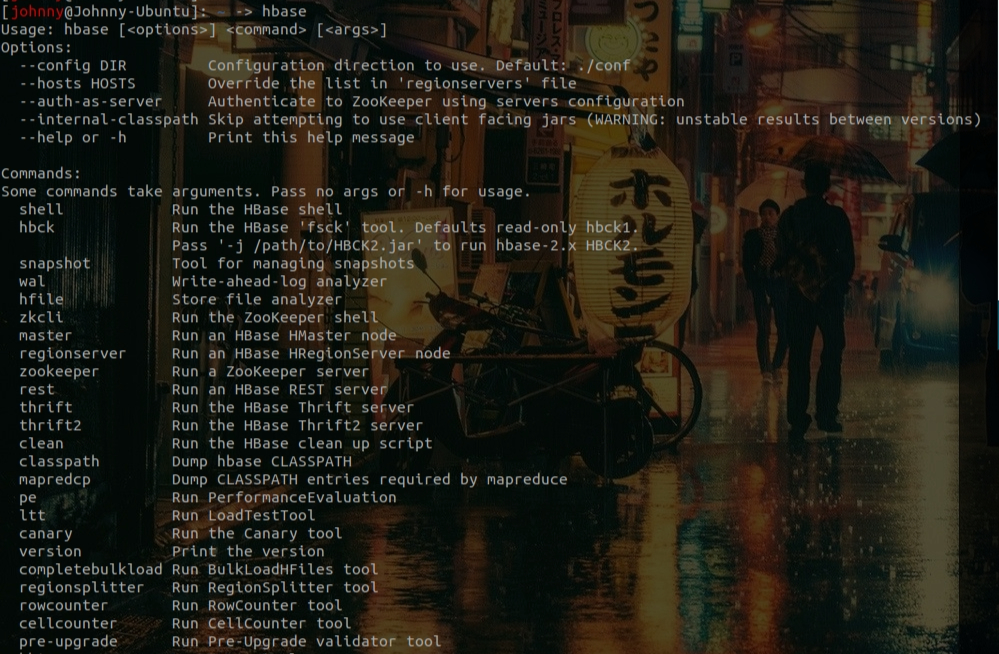 [johnny@Johnny-Ubuntu]: ~ -> hbase
Usage: hbase [<options>] <command> [<args>]
Options:
  --config DIR         Configuration direction to use. Default: ./conf
  --hosts HOSTS        Override the list in 'regionservers' file
  --auth-as-server     Authenticate to ZooKeeper using servers configuration
  --internal-classpath Skip attempting to use client facing jars (WARNING: unstable results between versions)
  --help or -h         Print this help message

Commands:
Some commands take arguments. Pass no args or -h for usage.
  shell            Run the HBase shell
  hbck             Run the HBase 'fsck' tool. Defaults read-only hbck1.
                   Pass '-j /path/to/HBCK2.jar' to run hbase-2.x HBCK2.
  snapshot         Tool for managing snapshots
  wal              Write-ahead-log analyzer
  hfile            Store file analyzer
  zkcli            Run the ZooKeeper shell
  master           Run an HBase HMaster node
  regionserver     Run an HBase HRegionServer node
  zookeeper        Run a ZooKeeper server
  rest             Run an HBase REST server
  thrift           Run the HBase Thrift server
  thrift2          Run the HBase Thrift2 server
  clean            Run the HBase clean up script
  classpath        Dump hbase CLASSPATH
  mapredcp         Dump CLASSPATH entries required by mapreduce
  pe               Run PerformanceEvaluation
  ltt              Run LoadTestTool
  canary           Run the Canary tool
  version          Print the version
  completebulkload Run BulkLoadHFiles tool
  regionsplitter   Run RegionSplitter tool
  rowcounter       Run RowCounter tool
  cellcounter      Run CellCounter tool
  pre-upgrade      Run Pre-Upgrade validator tool
ホルモン